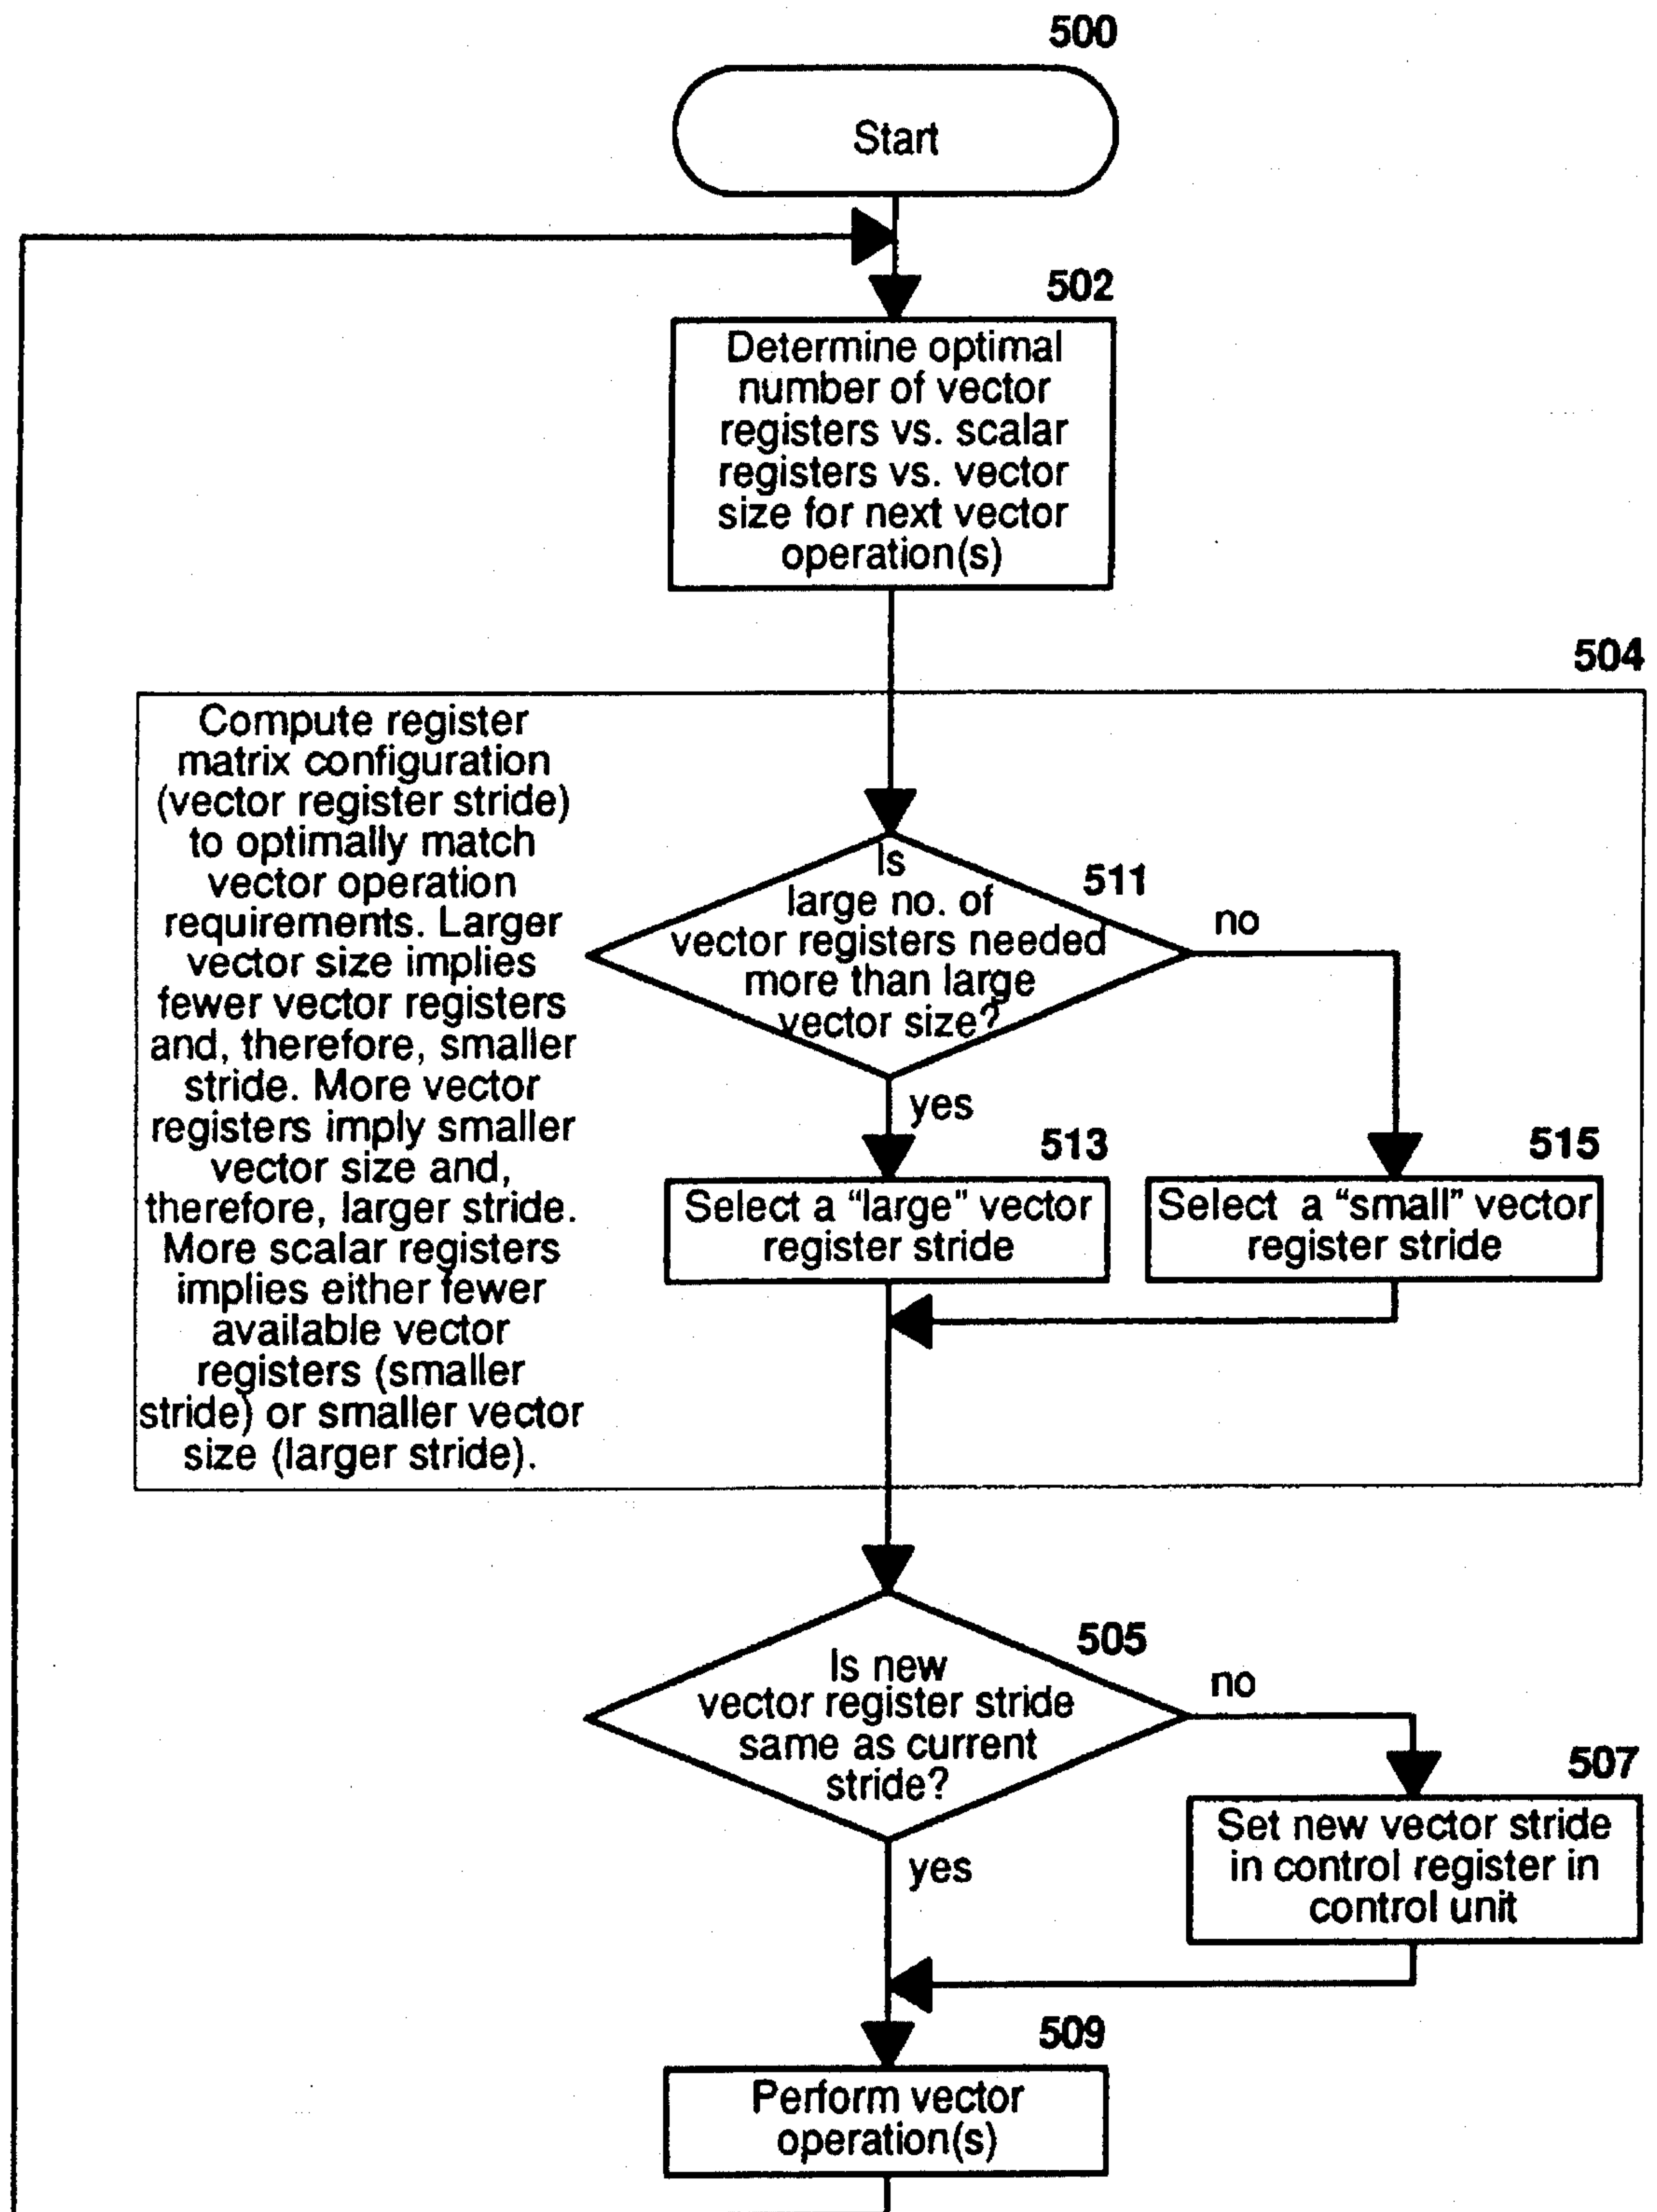 500
Start
502
Determine optimal
number of vector
registers vs. scalar
registers vs. vector
size for next vector
operation(s)
504
Compute register
matrix configuration
(vector register stride)
to optimally match
vector operation
requirements. Larger
vector size implies
fewer vector registers
and, therefore, smaller
stride. More vector
registers imply smaller
vector size and,
therefore, larger stride.
More scalar registers
implies either fewer
available vector
registers (smaller
stride) or smaller vector
size (larger stride).
511
Is
large no. of
vector registers needed
more than large
vector size?
no
yes
513
Select a “large” vector
register stride
515
Select a “small” vector
register stride
505
Is new
vector register stride
same as current
stride?
no
yes
507
Set new vector stride
in control register in
control unit
509
Perform vector
operation(s)